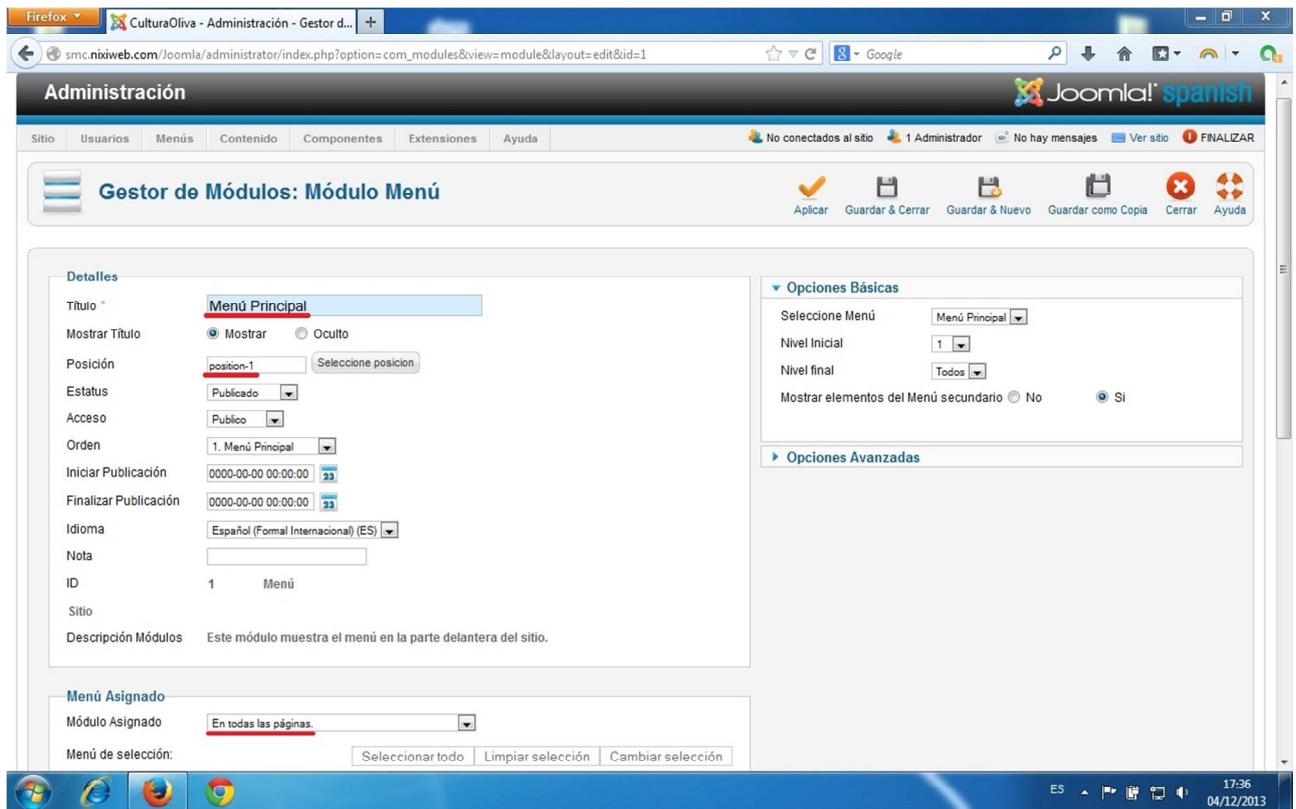 Firefox
CulturaOliva - Administración - Gestor d...
smc.nixiweb.com/Joomla/administrator/index.php?option=com_modules&view=module&layout=edit&id=1
Google
Administración
Joomla! spanish
Sitio Usuarios Menús Contenido Componentes Extensiones Ayuda No conectados al sitio 1 Administrador No hay mensajes Ver sitio FINALIZAR
Gestor de Módulos: Módulo Menú
Aplicar Guardar & Cerrar Guardar & Nuevo Guardar como Copia Cerrar Ayuda
Detalles
Título *
Menú Principal
Mostrar Título Mostrar Oculto
Posición position-1 Seleccione posicion
Estatus Publicado
Acceso Publico
Orden 1. Menú Principal
Iniciar Publicación 0000-00-00 00:00:00 23
Finalizar Publicación 0000-00-00 00:00:00 23
Idioma Español (Formal Internacional) (ES)
Nota
ID 1 Menú
Sitio
Descripción Módulos Este módulo muestra el menú en la parte delantera del sitio.
Opciones Básicas
Seleccione Menú Menú Principal
Nivel Inicial 1
Nivel final Todos
Mostrar elementos del Menú secundario No Si
Opciones Avanzadas
Menú Asignado
Módulo Asignado En todas las páginas.
Menú de selección: Seleccionar todo Limpiar selección Cambiar selección
ES
17:36
04/12/2013